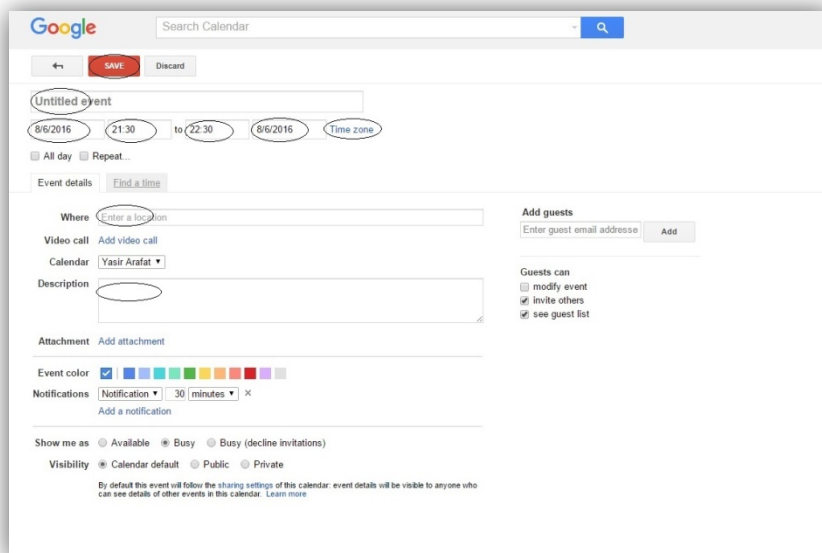 Google Search Calendar
SAVE Discard
Untitled event
8/6/2016 21:30 to 22:30 8/6/2016 Time zone
All day Repeat...
Event details Find a time
Where Enter a location
Video call Add video call
Calendar Yasir Arafat
Description
Attachment Add attachment
Event color
Notifications Notification 30 minutes ×
Add a notification
Show me as Available Busy Busy (decline invitations)
Visibility Calendar default Public Private
By default this event will follow the sharing settings of this calendar: event details will be visible to anyone who
can see details of other events in this calendar. Learn more
Add guests
Enter guest email addresse Add
Guests can
modify event
invite others
see guest list